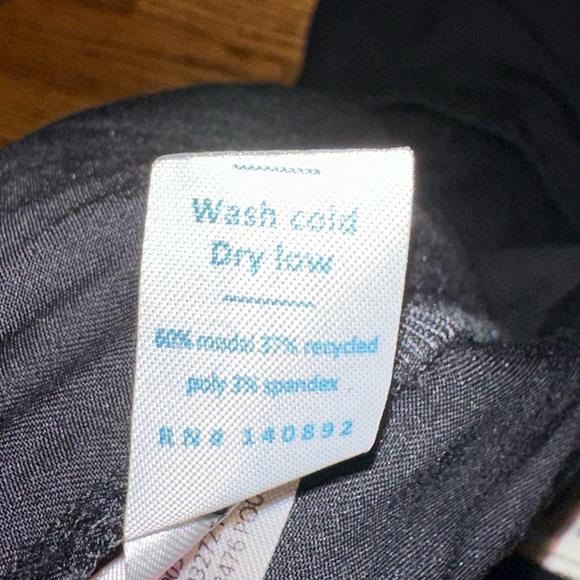 Wash cold
Dry low
60% modal 37% recycled
poly 3% spandex
RN# 140892